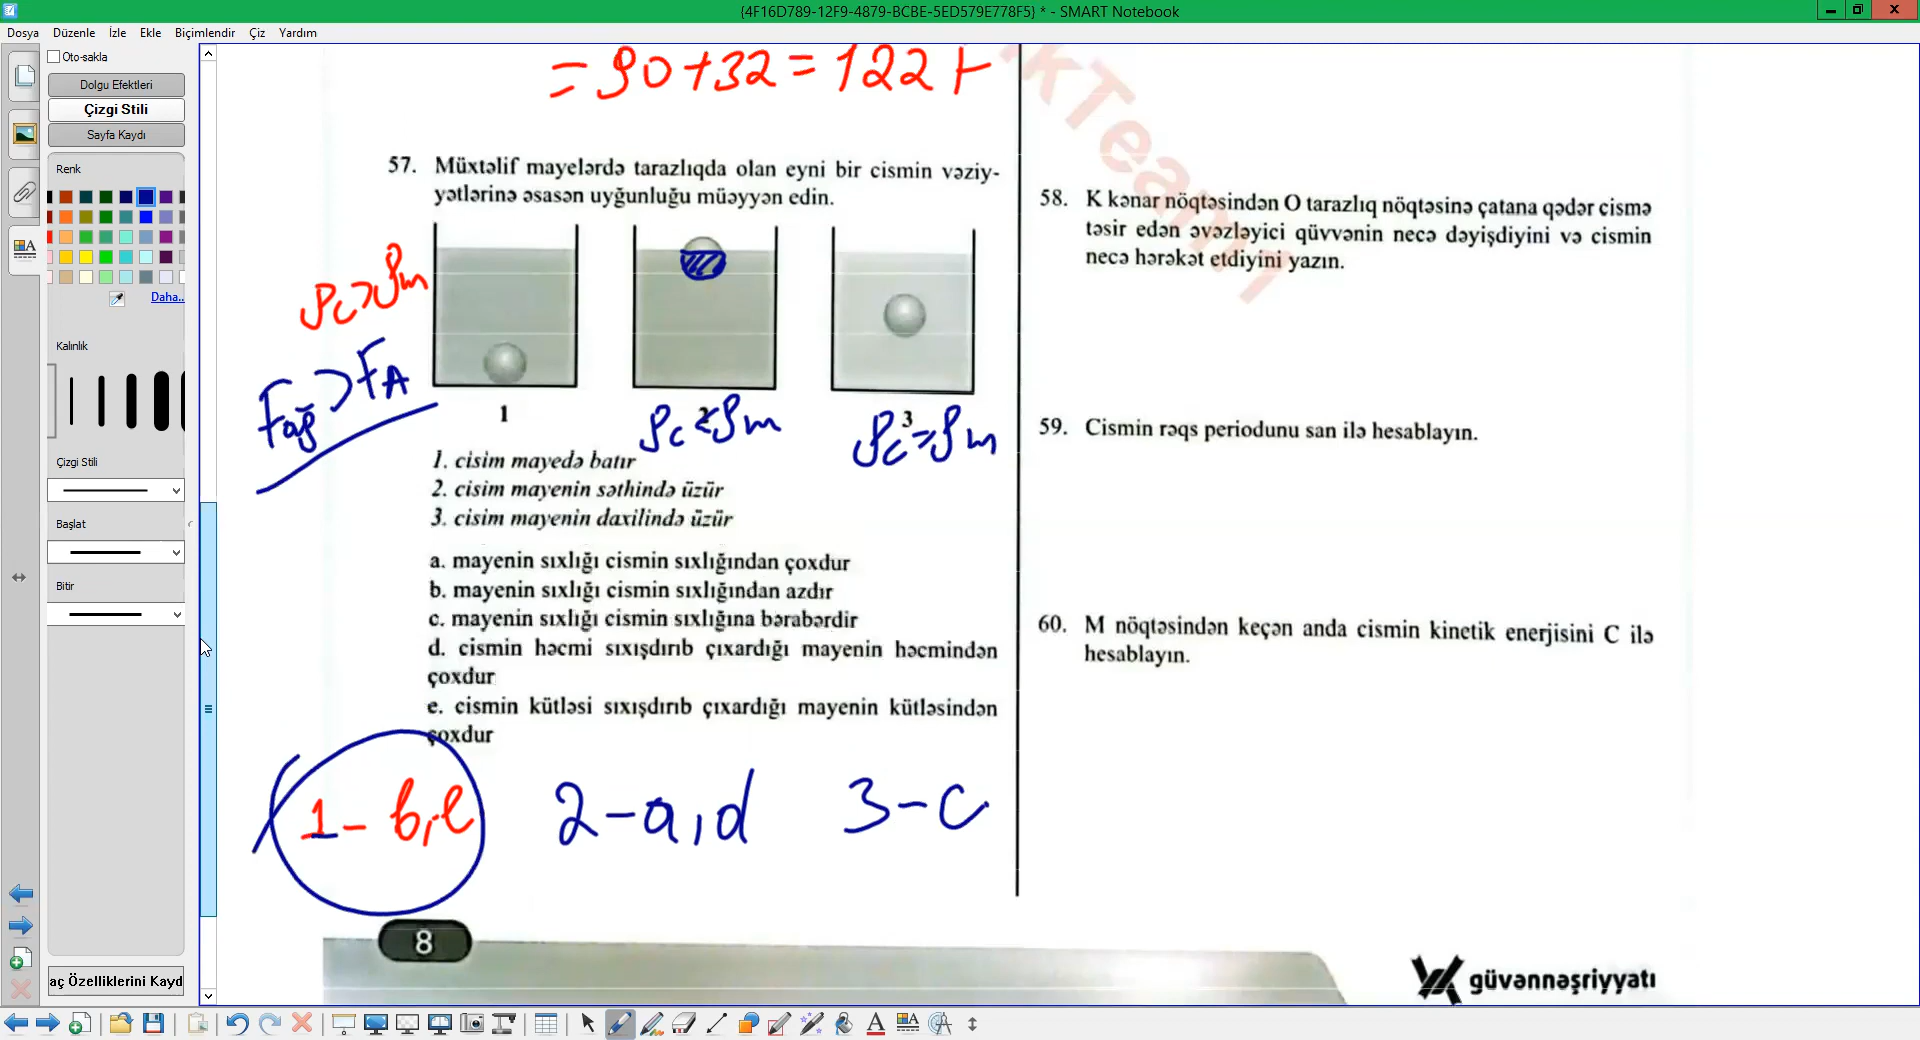 {4F16D789-12F9-4879-BCBE-5ED579E778F5} * - SMART Notebook
Dosya Düzenle İzle Ekle Biçimlendir Çiz Yardım
Oto-sakla
Dolgu Efektleri
Çizgi Stili
Sayfa Kaydı
Renk
Daha..
Kalınlık
Çizgi Stili
Başlat
Bitir
aç Özelliklerini Kayd
= 90+32 = 122
57. Müxtəlif mayelərdə tarazlıqda olan eyni bir cismin vəziy-
yətlərinə əsasən uyğunluğu müəyyən edin.
ρc>ρm
Fağ>FA
1
2
3
ρc<ρm
ρc=ρm
1. cisim mayedə batır
2. cisim mayenin səthində üzür
3. cisim mayenin daxilində üzür
a. mayenin sıxlığı cismin sıxlığından çoxdur
b. mayenin sıxlığı cismin sıxlığından azdır
c. mayenin sıxlığı cismin sıxlığına bərabərdir
d. cismin həcmi sıxışdırıb çıxardığı mayenin həcmindən
çoxdur
e. cismin kütləsi sıxışdırıb çıxardığı mayenin kütləsindən
çoxdur
1- b,e
2-a,d
3-c
8
kTeam1
58. K kənar nöqtəsindən O tarazlıq nöqtəsinə çatana qədər cismə
təsir edən əvəzləyici qüvvənin necə dəyişdiyini və cismin
necə hərəkət etdiyini yazın.
59. Cismin rəqs periodunu san ilə hesablayın.
60. M nöqtəsindən keçən anda cismin kinetik enerjisini C ilə
hesablayın.
güvənnəşriyyatı